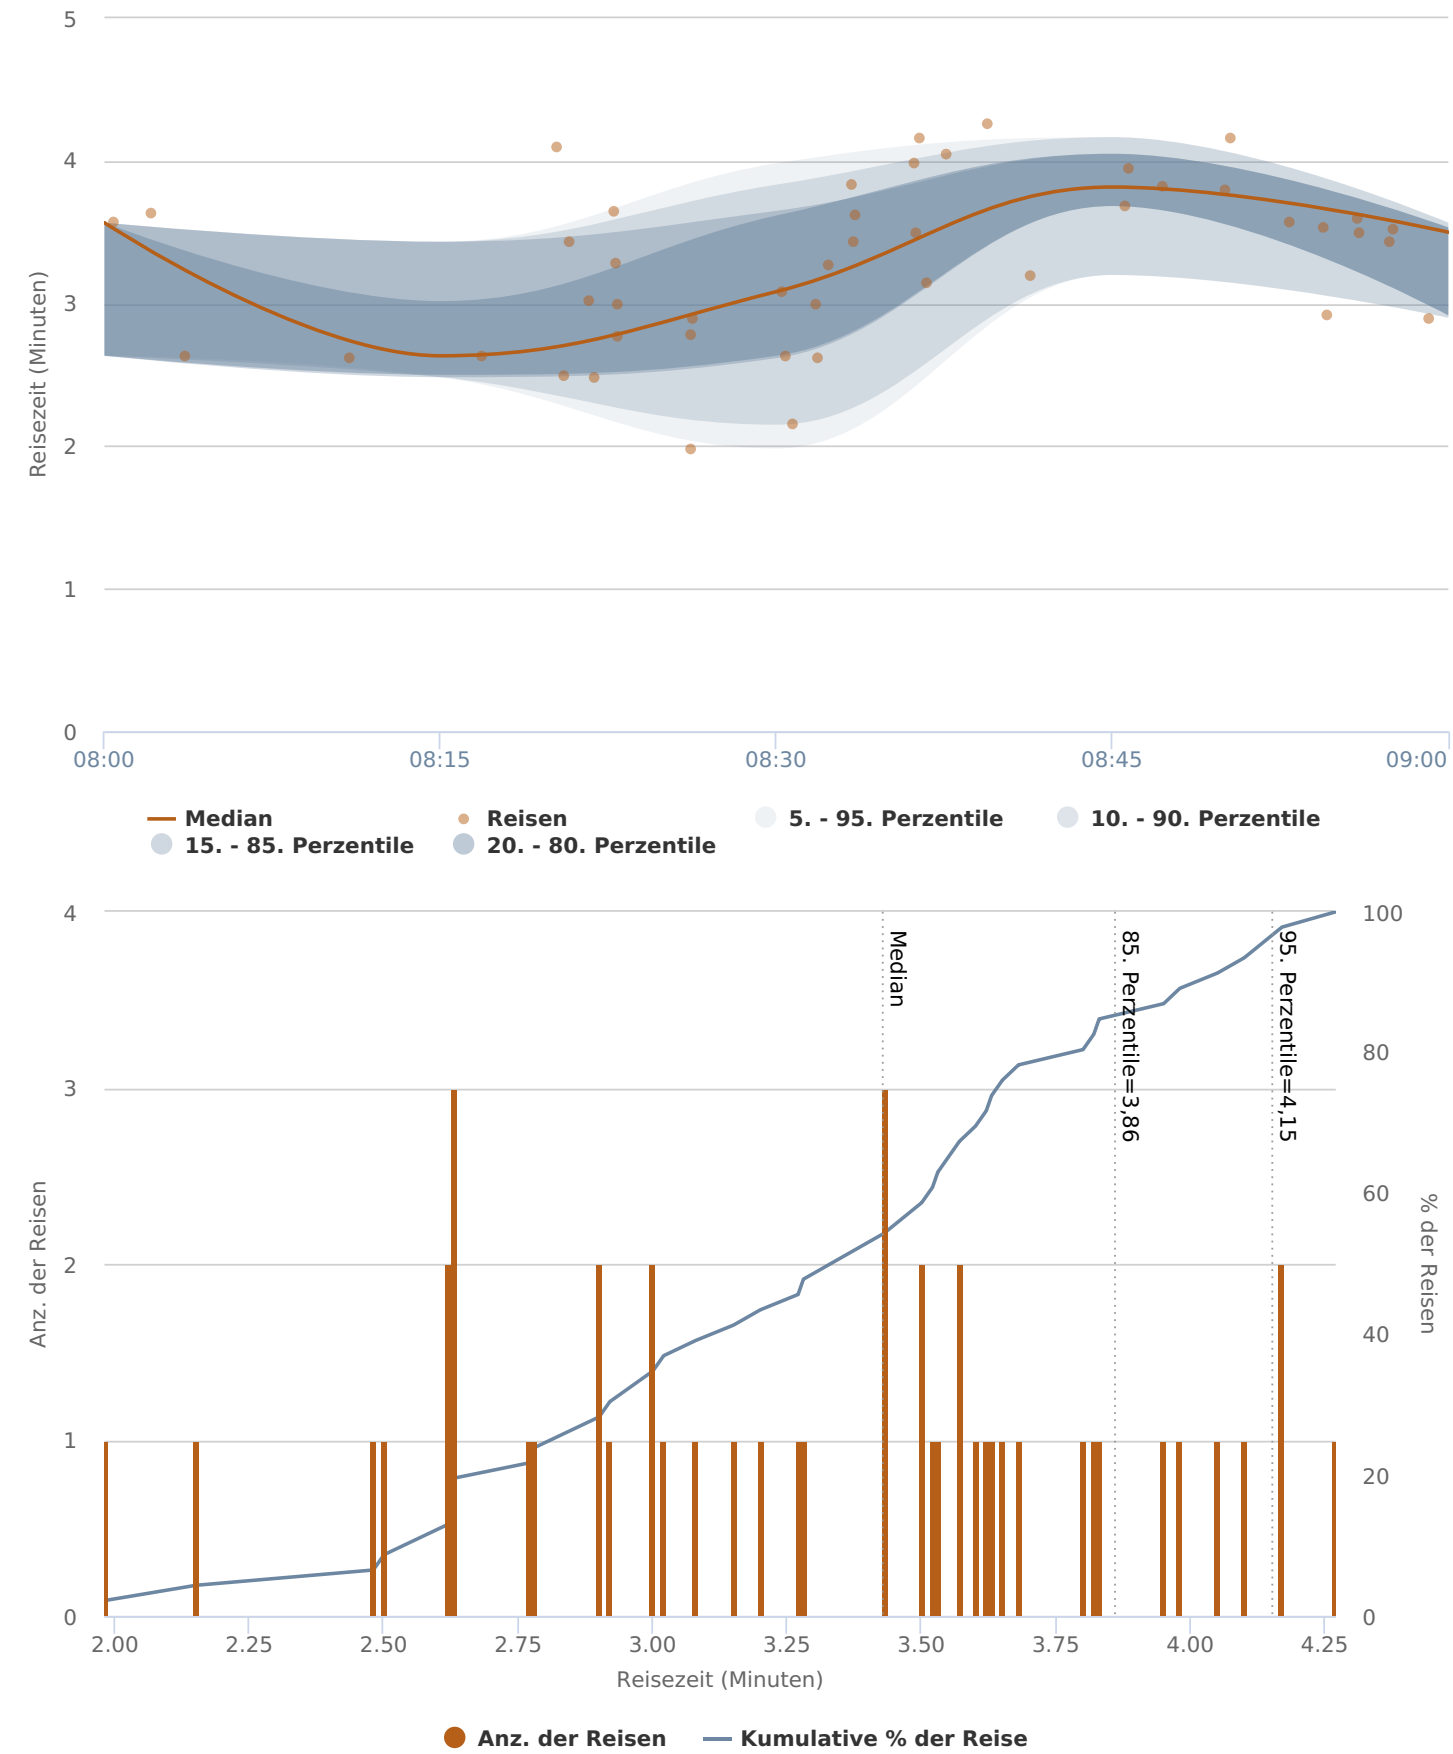 5
4
3
2
1
0
Reisezeit (Minuten)
08:00 08:15 08:30 08:45 09:00
Median Reisen 5. - 95. Perzentile 10. - 90. Perzentile
15. - 85. Perzentile 20. - 80. Perzentile
4
3
2
1
0
Anz. der Reisen
Median
85. Perzentile=3,86
95. Perzentile=4,15
100
80
60
40
20
0
% der Reisen
2.00 2.25 2.50 2.75 3.00 3.25 3.50 3.75 4.00 4.25
Reisezeit (Minuten)
Anz. der Reisen Kumulative % der Reise